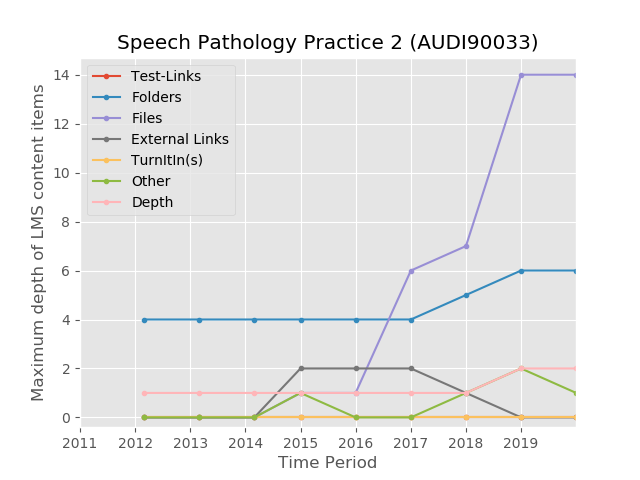 Speech Pathology Practice 2 (AUDI90033)
Test-Links
Folders
Files
External Links
TurnItIn(s)
Other
Depth
Maximum depth of LMS content items
14
12
10
8
6
4
2
0
2011 2012 2013 2014 2015 2016 2017 2018 2019
Time Period